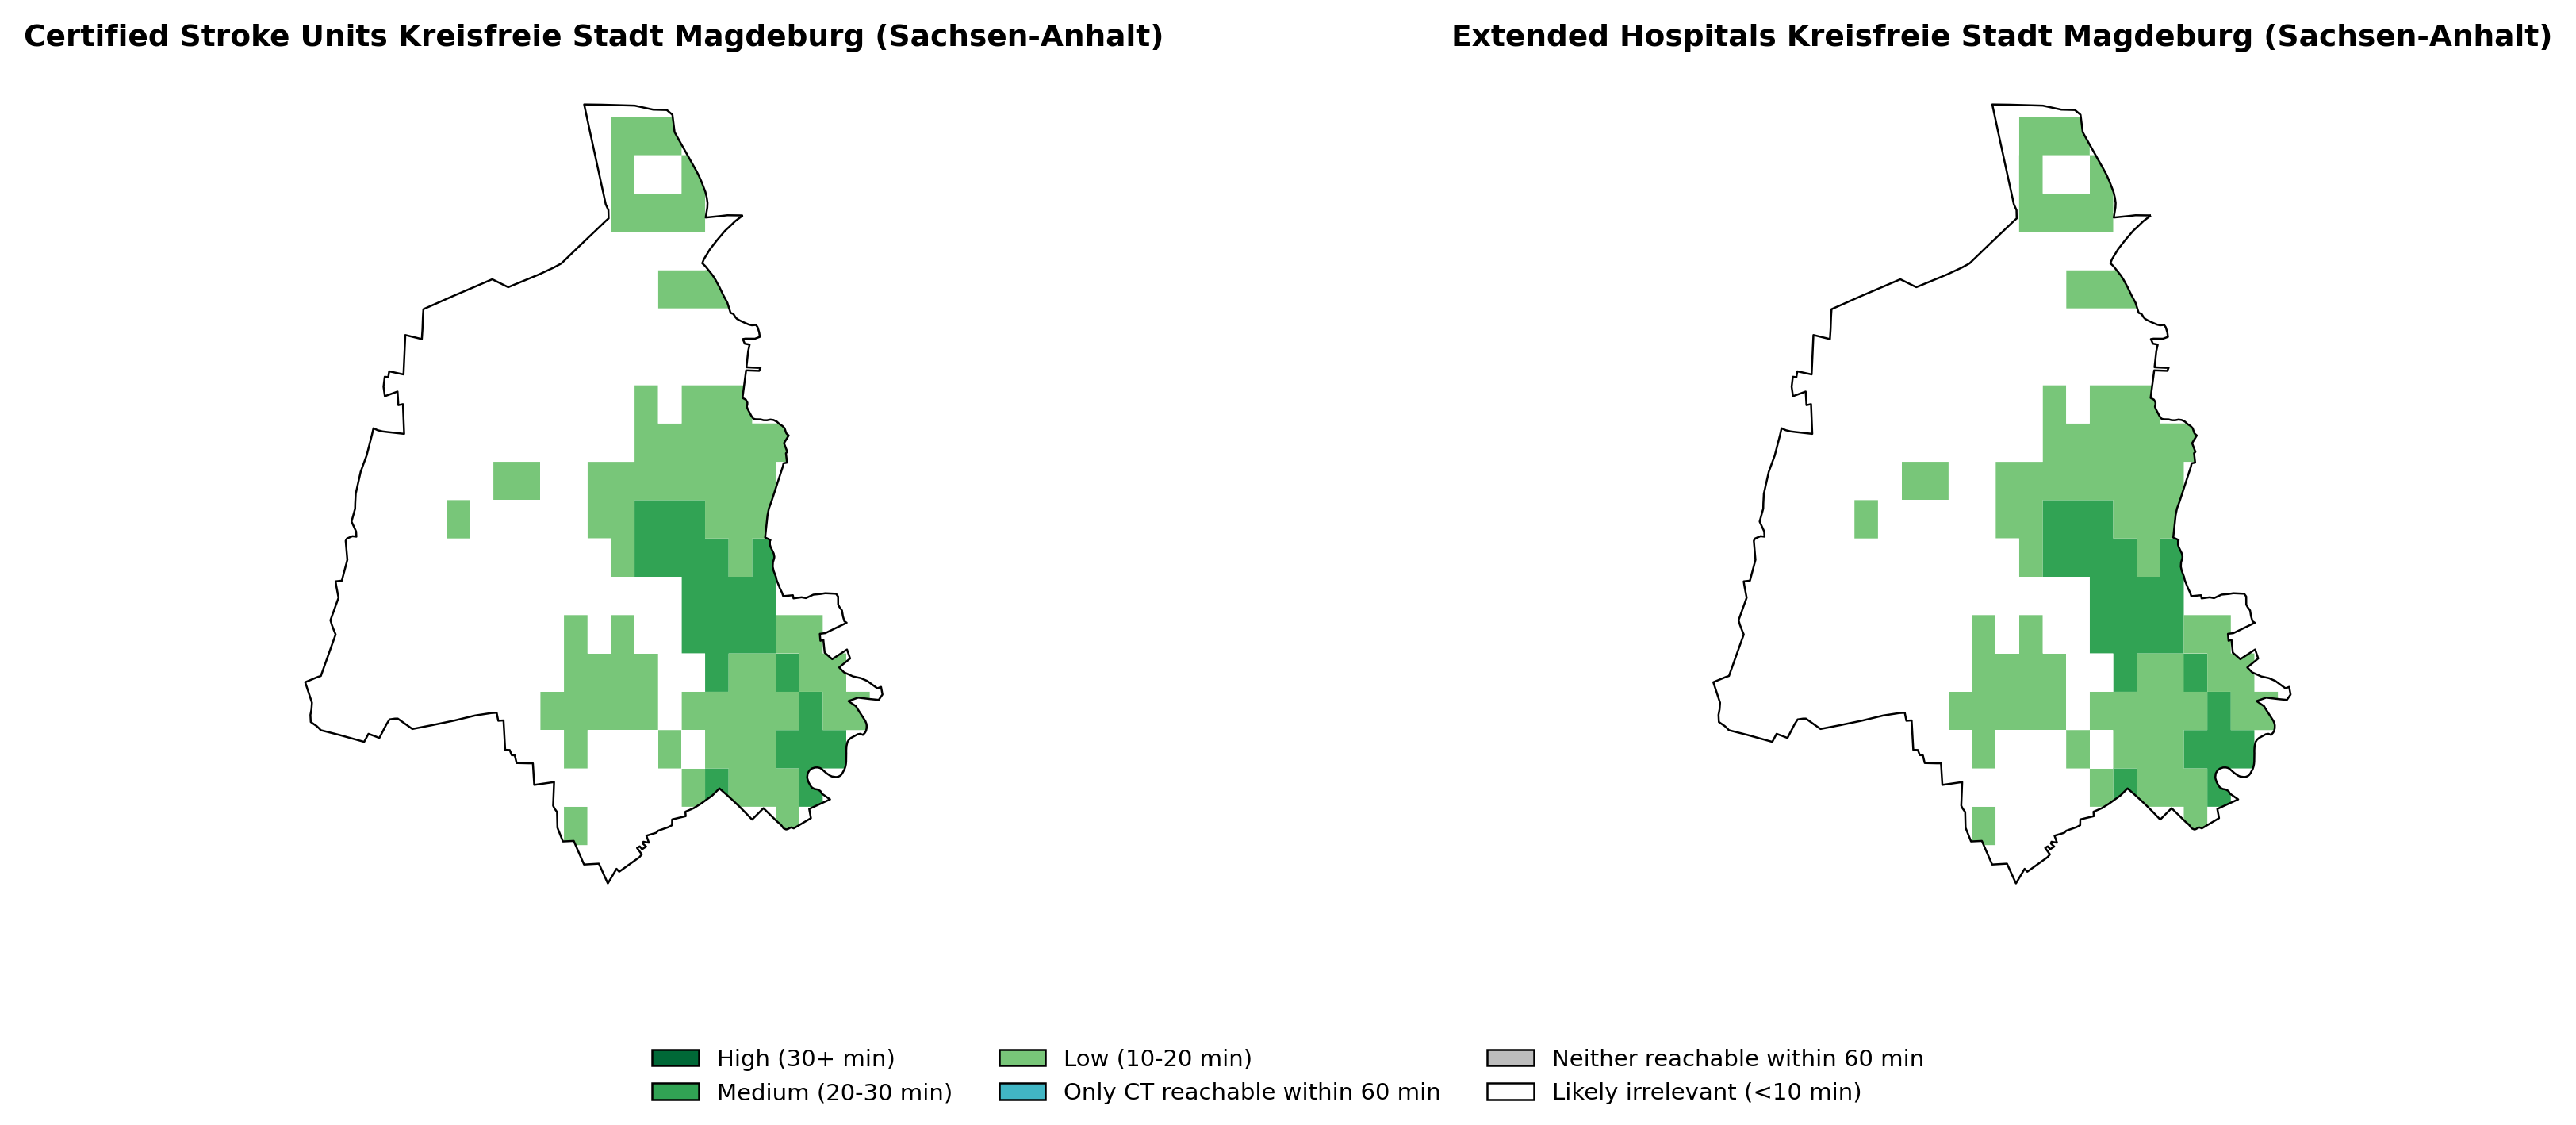 Certified Stroke Units Kreisfreie Stadt Magdeburg (Sachsen-Anhalt)
Extended Hospitals Kreisfreie Stadt Magdeburg (Sachsen-Anhalt)
High (30+ min)
Medium (20-30 min)
Low (10-20 min)
Only CT reachable within 60 min
Neither reachable within 60 min
Likely irrelevant (<10 min)